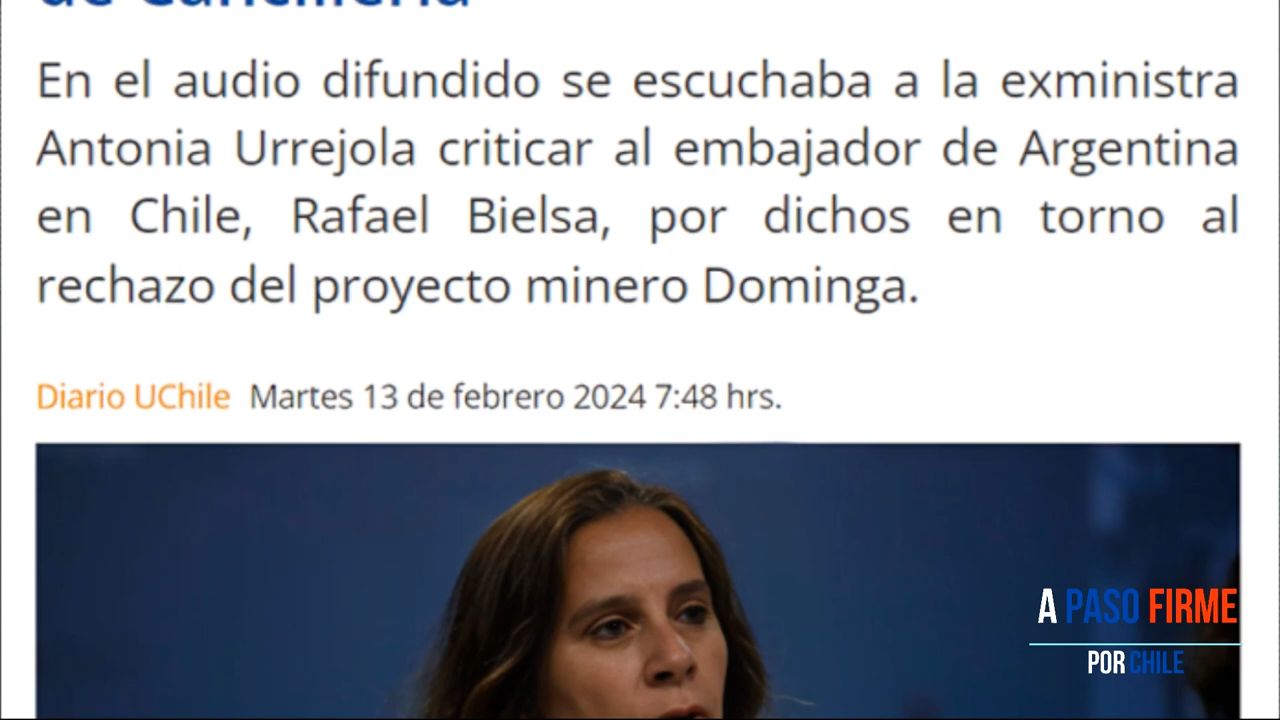 de Cancillería
En el audio difundido se escuchaba a la exministra
Antonia Urrejola criticar al embajador de Argentina
en Chile, Rafael Bielsa, por dichos en torno al
rechazo del proyecto minero Dominga.
Diario UChile Martes 13 de febrero 2024 7:48 hrs.
A PASO FIRME
POR CHILE